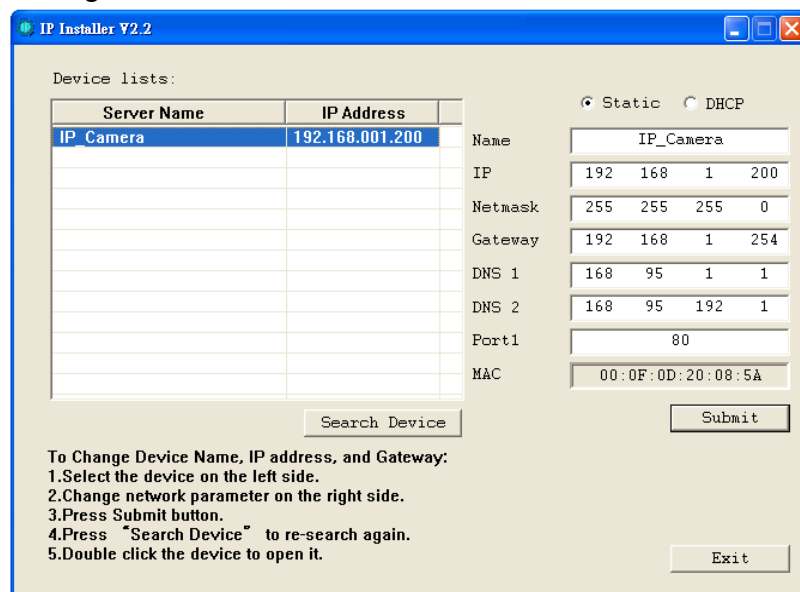 IP Installer V2.2
Device lists:
Server Name IP Address
IP_Camera 192.168.001.200
Static DHCP
Name IP_Camera
IP 192 168 1 200
Netmask 255 255 255 0
Gateway 192 168 1 254
DNS 1 168 95 1 1
DNS 2 168 95 192 1
Port1 80
MAC 00:0F:0D:20:08:5A
Search Device
Submit
To Change Device Name, IP address, and Gateway:
1.Select the device on the left side.
2.Change network parameter on the right side.
3.Press Submit button.
4.Press “Search Device” to re-search again.
5.Double click the device to open it.
Exit